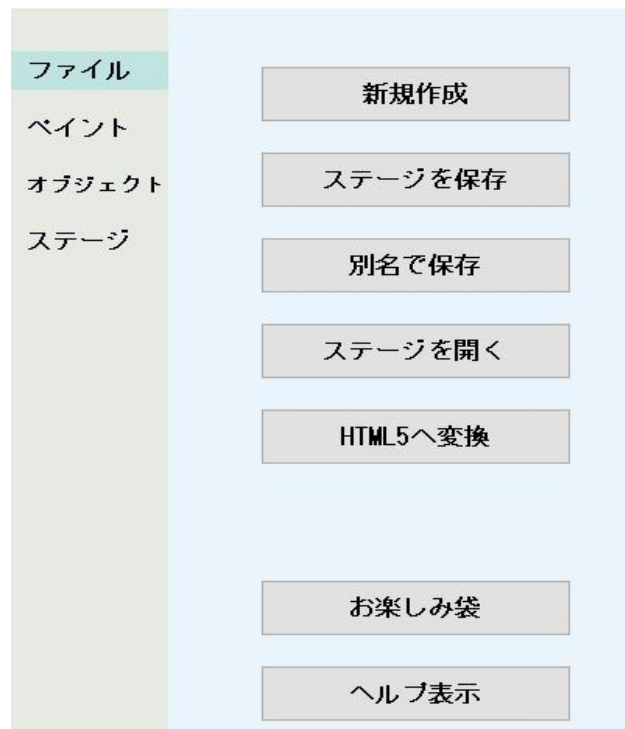 ファイル
ペイント
オブジェクト
ステージ
新規作成
ステージを保存
別名で保存
ステージを開く
HTML5へ変換
お楽しみ袋
ヘルプ表示